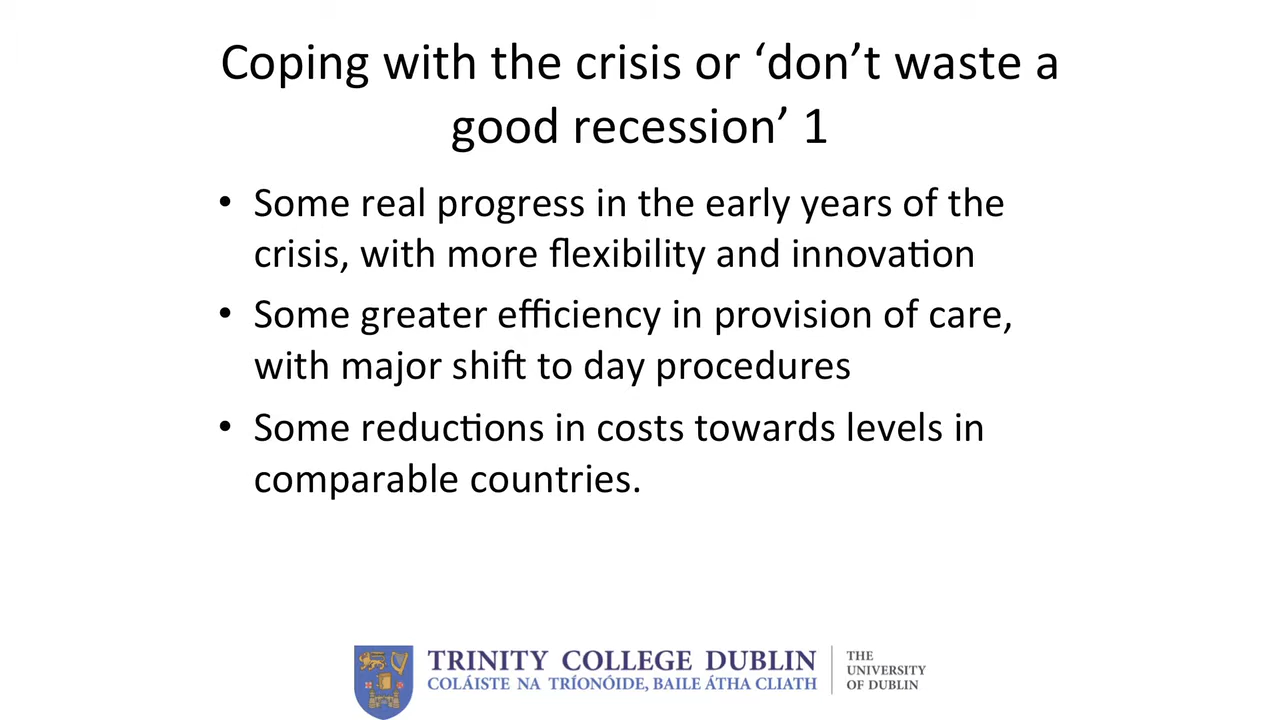 Coping with the crisis or ‘don’t waste a
good recession’ 1
• Some real progress in the early years of the
crisis, with more flexibility and innovation
• Some greater efficiency in provision of care,
with major shift to day procedures
• Some reductions in costs towards levels in
comparable countries.
TRINITY COLLEGE DUBLIN
COLÁISTE NA TRÍONÓIDE, BAILE ÁTHA CLIATH
THE
UNIVERSITY
OF DUBLIN